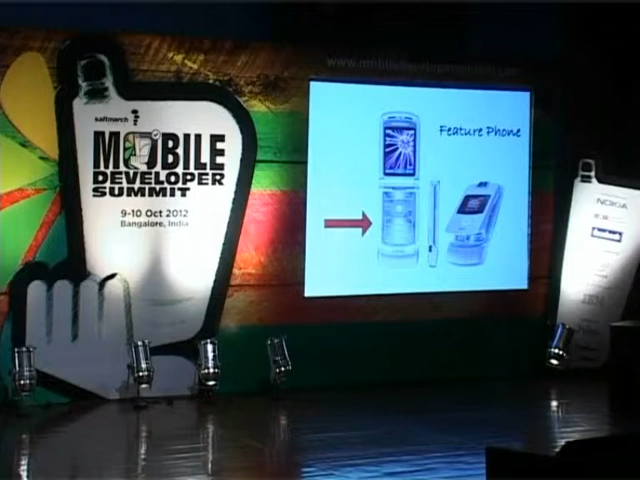 saltmarch
MOBILE
DEVELOPER
SUMMIT
9-10 Oct 2012
Bangalore, India
Feature Phone
NOKIA